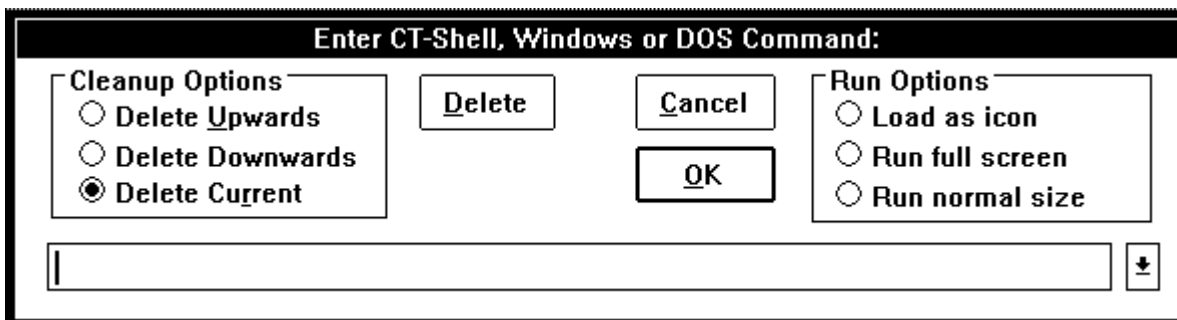 Enter CT-Shell, Windows or DOS Command:
Cleanup Options
Delete Upwards
Delete Downwards
Delete Current
Delete
Cancel
OK
Run Options
Load as icon
Run full screen
Run normal size